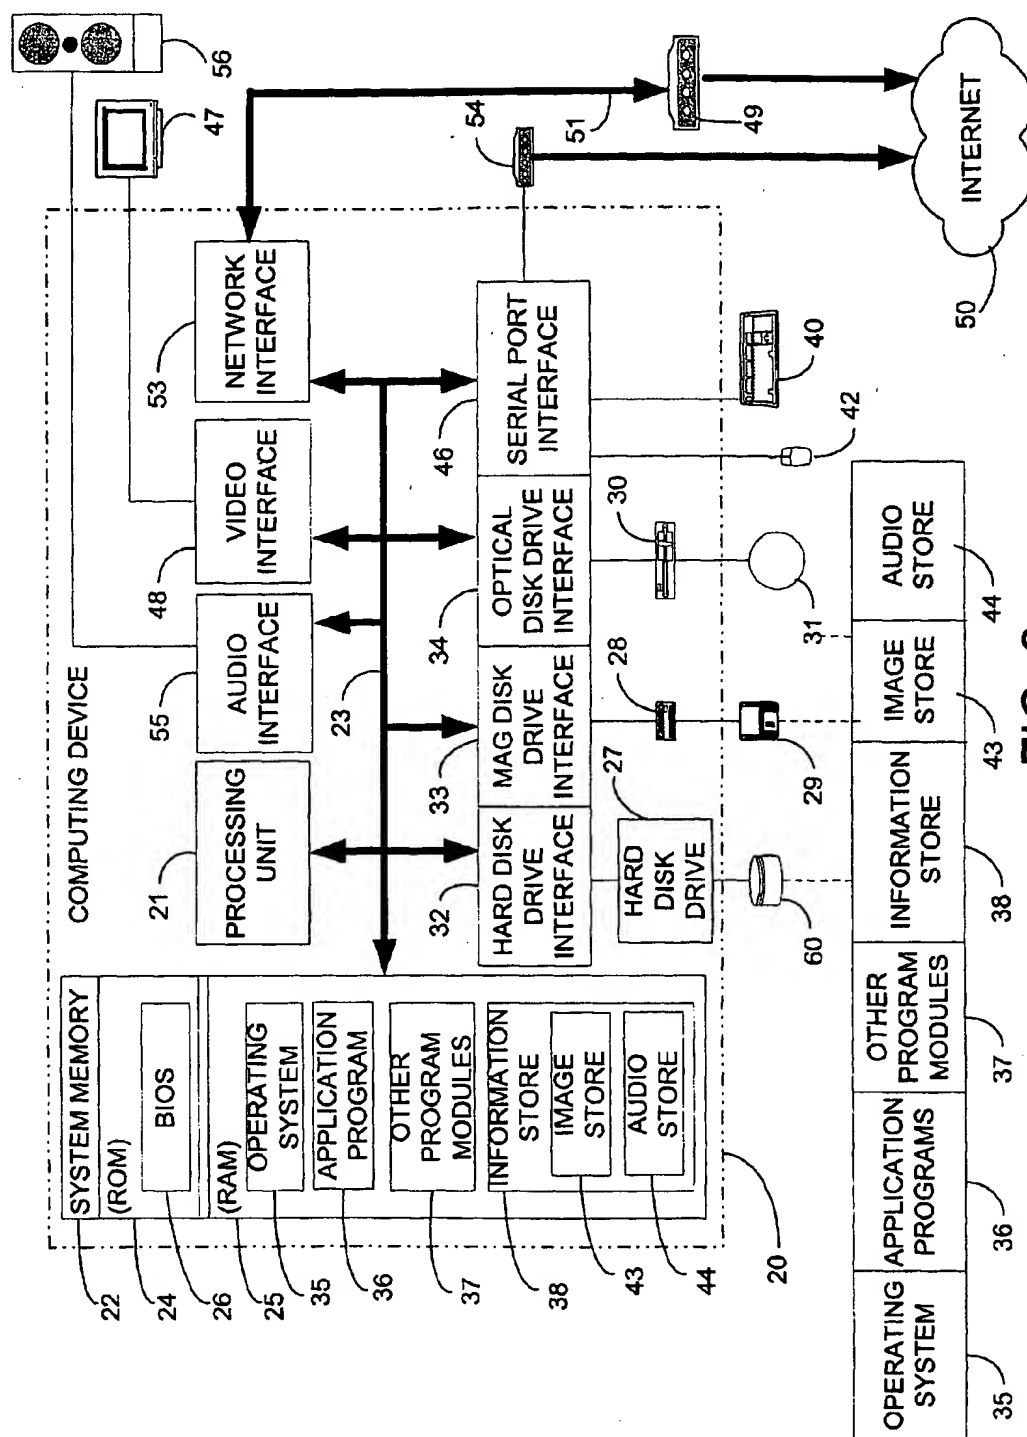 COMPUTING DEVICE
SYSTEM MEMORY
(ROM)
BIOS
(RAM)
OPERATING
SYSTEM
APPLICATION
PROGRAM
OTHER
PROGRAM
MODULES
INFORMATION
STORE
IMAGE
STORE
AUDIO
STORE
22
24
26
25
35
36
37
38
43
44
20
PROCESSING
UNIT
21
AUDIO
INTERFACE
55
VIDEO
INTERFACE
48
NETWORK
INTERFACE
53
56
47
23
HARD DISK
DRIVE
INTERFACE
32
MAG DISK
DRIVE
INTERFACE
33
OPTICAL
DISK DRIVE
INTERFACE
34
SERIAL PORT
INTERFACE
46
54
51
49
HARD
DISK
DRIVE
27
28
30
60
29
31
42
40
INTERNET
50
OPERATING
SYSTEM
35
APPLICATION
PROGRAMS
36
OTHER
PROGRAM
MODULES
37
INFORMATION
STORE
38
IMAGE
STORE
43
AUDIO
STORE
44